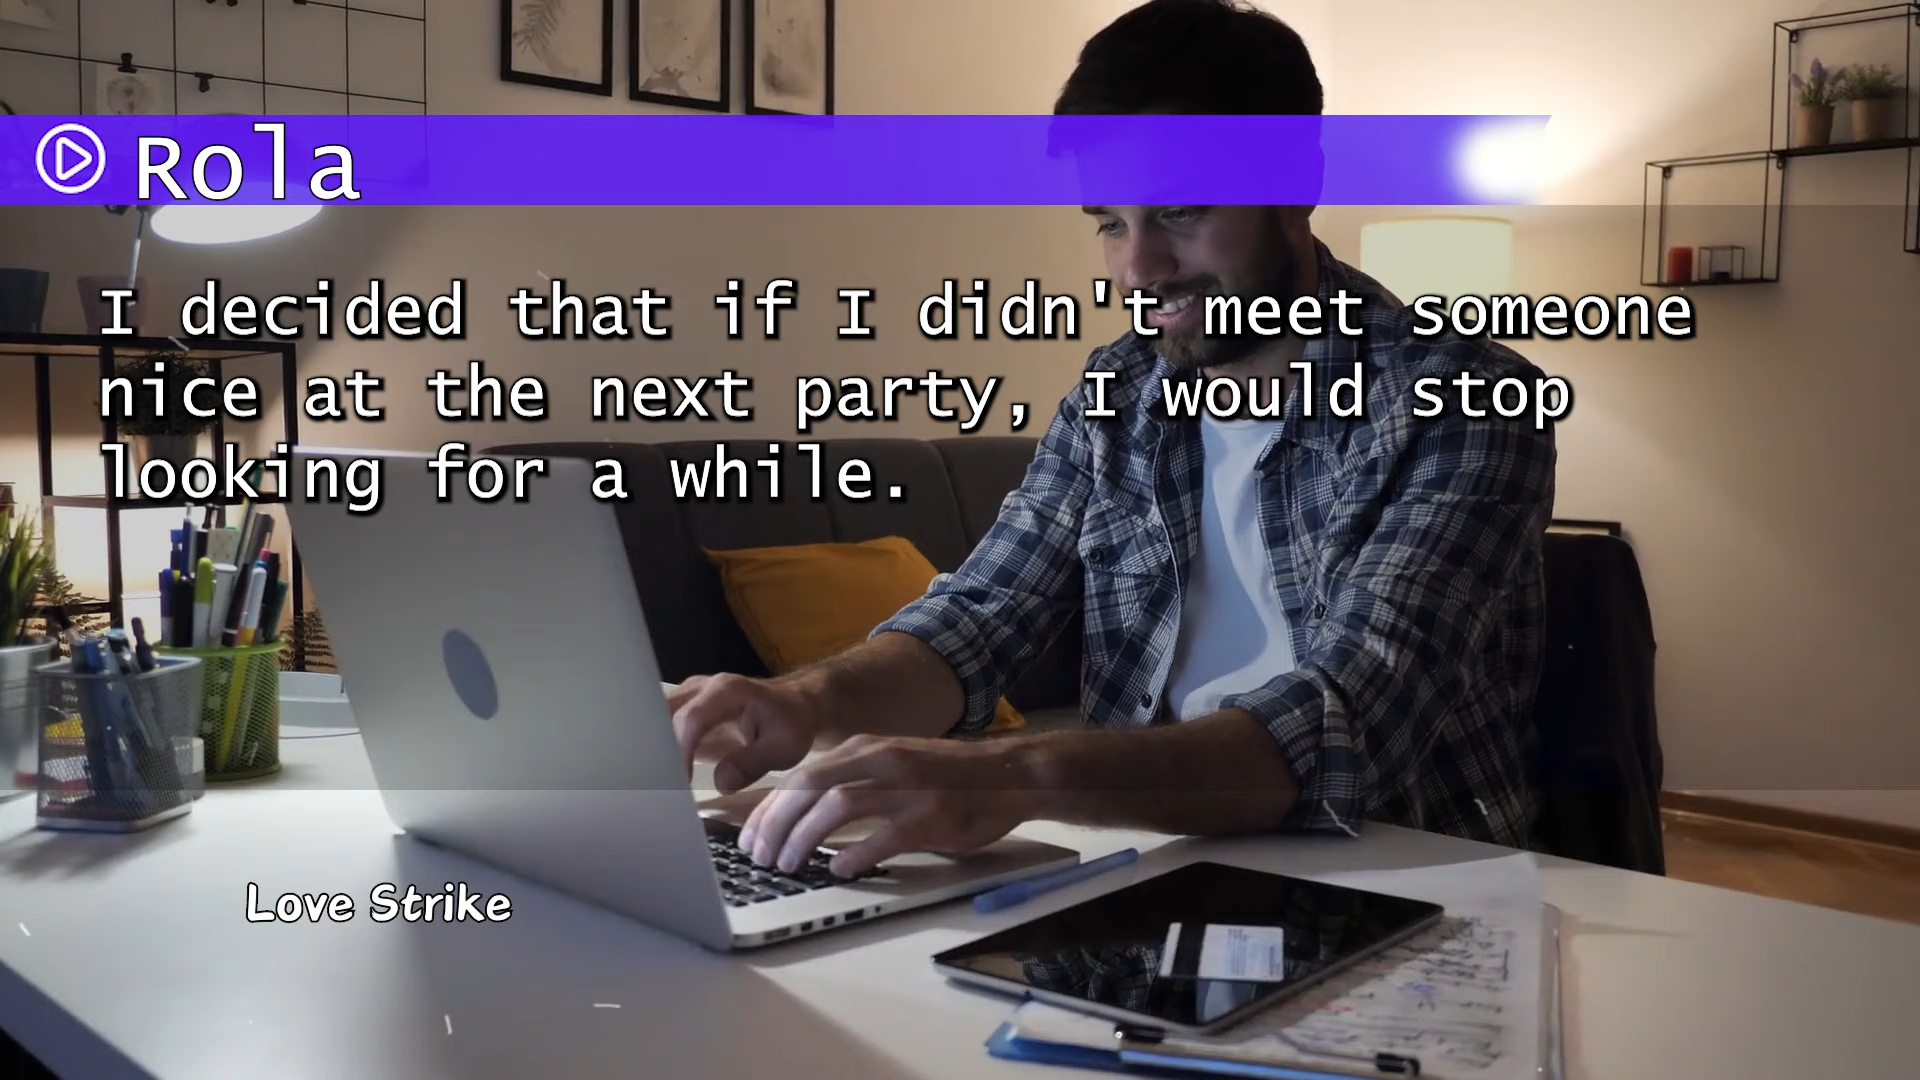 Rola
I decided that if I didn't meet someone
nice at the next party, I would stop
looking for a while.
Love Strike